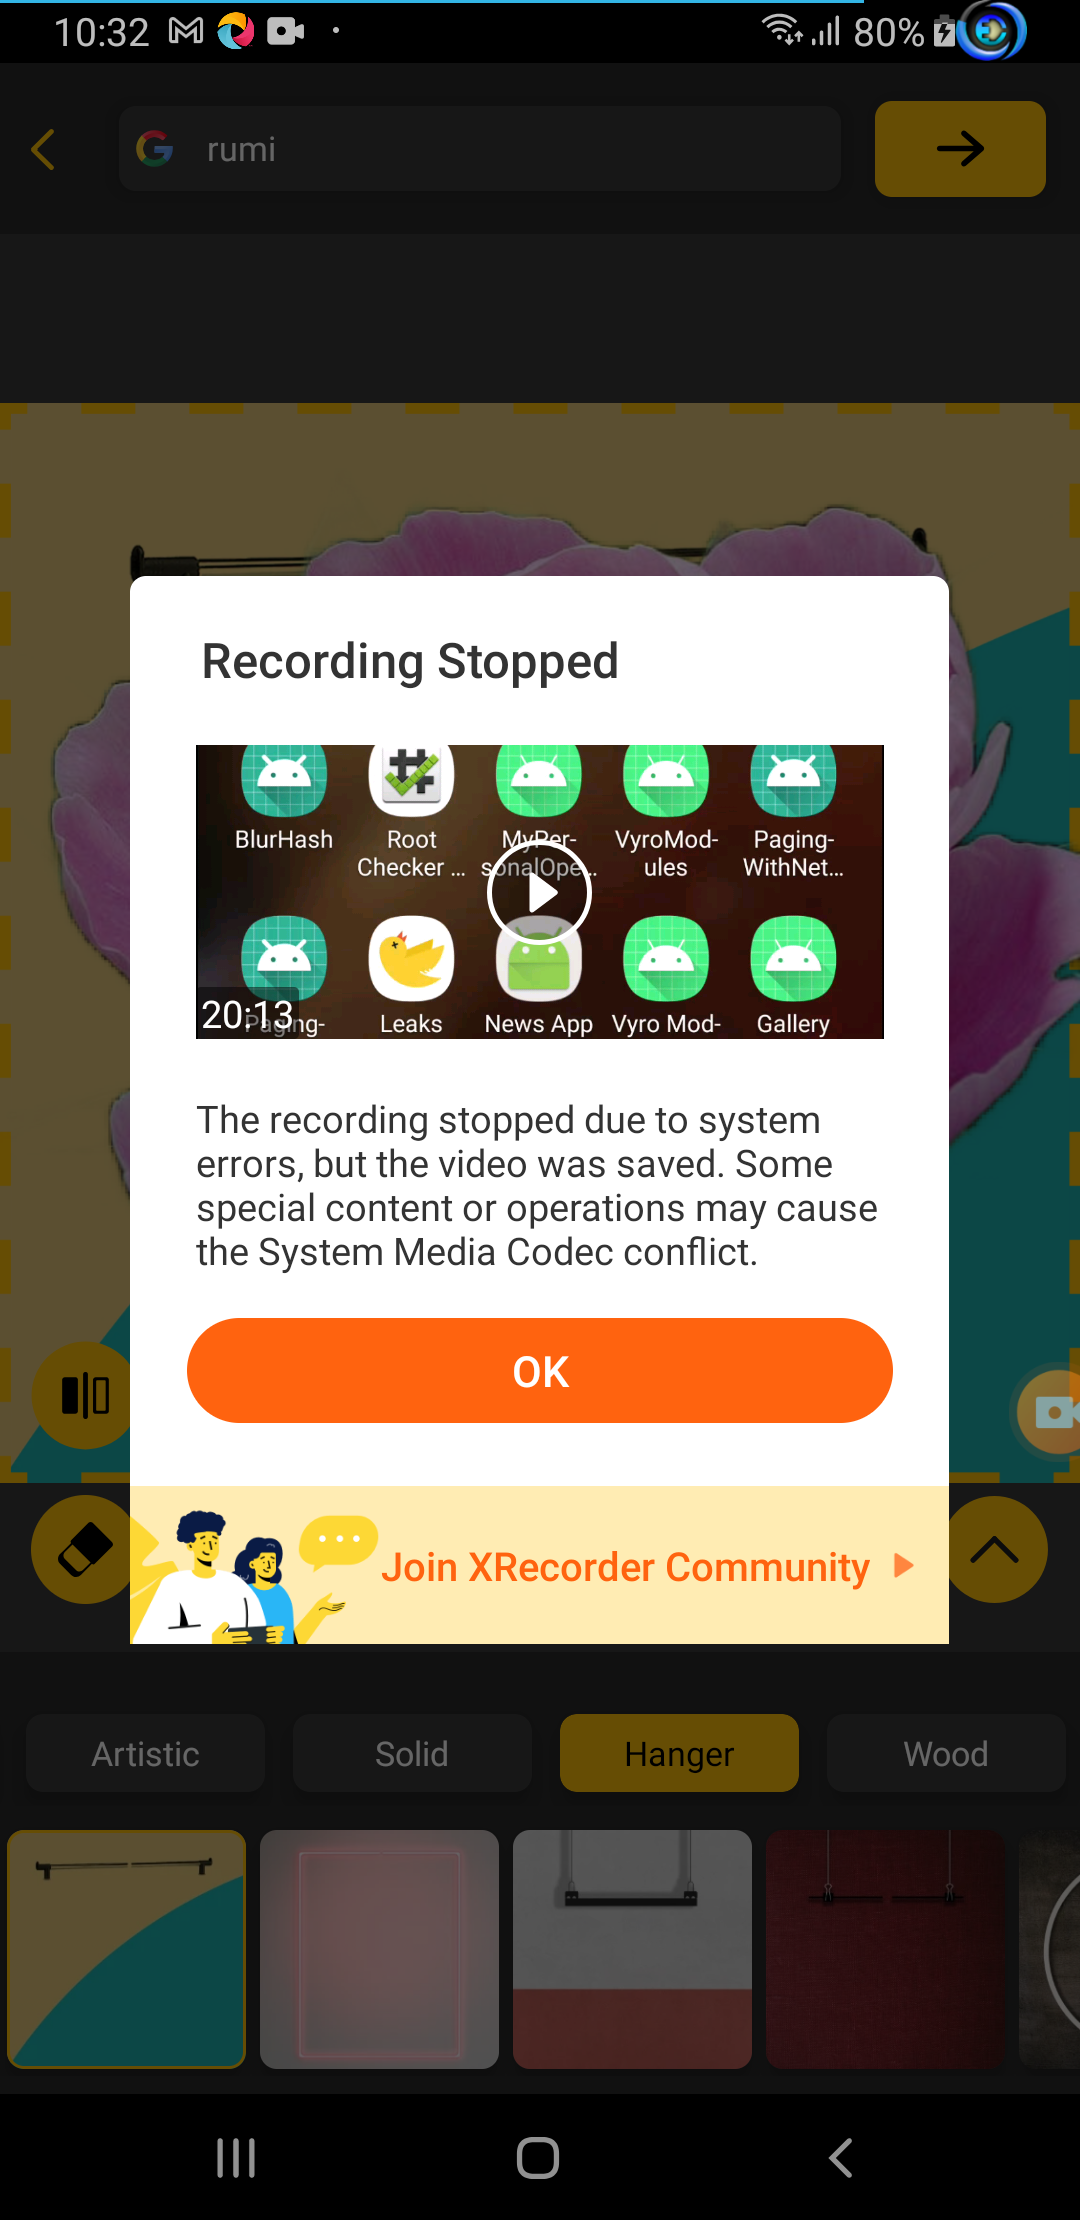 10:32
80%
rumi
Recording Stopped
BlurHash
Root
Checker ...
MyPer-
sonalOpe...
VyroMod-
ules
Paging-
WithNet...
20:13
Paging-
Leaks
News App
Vyro Mod-
Gallery
The recording stopped due to system
errors, but the video was saved. Some
special content or operations may cause
the System Media Codec conflict.
OK
Join XRecorder Community
Artistic
Solid
Hanger
Wood